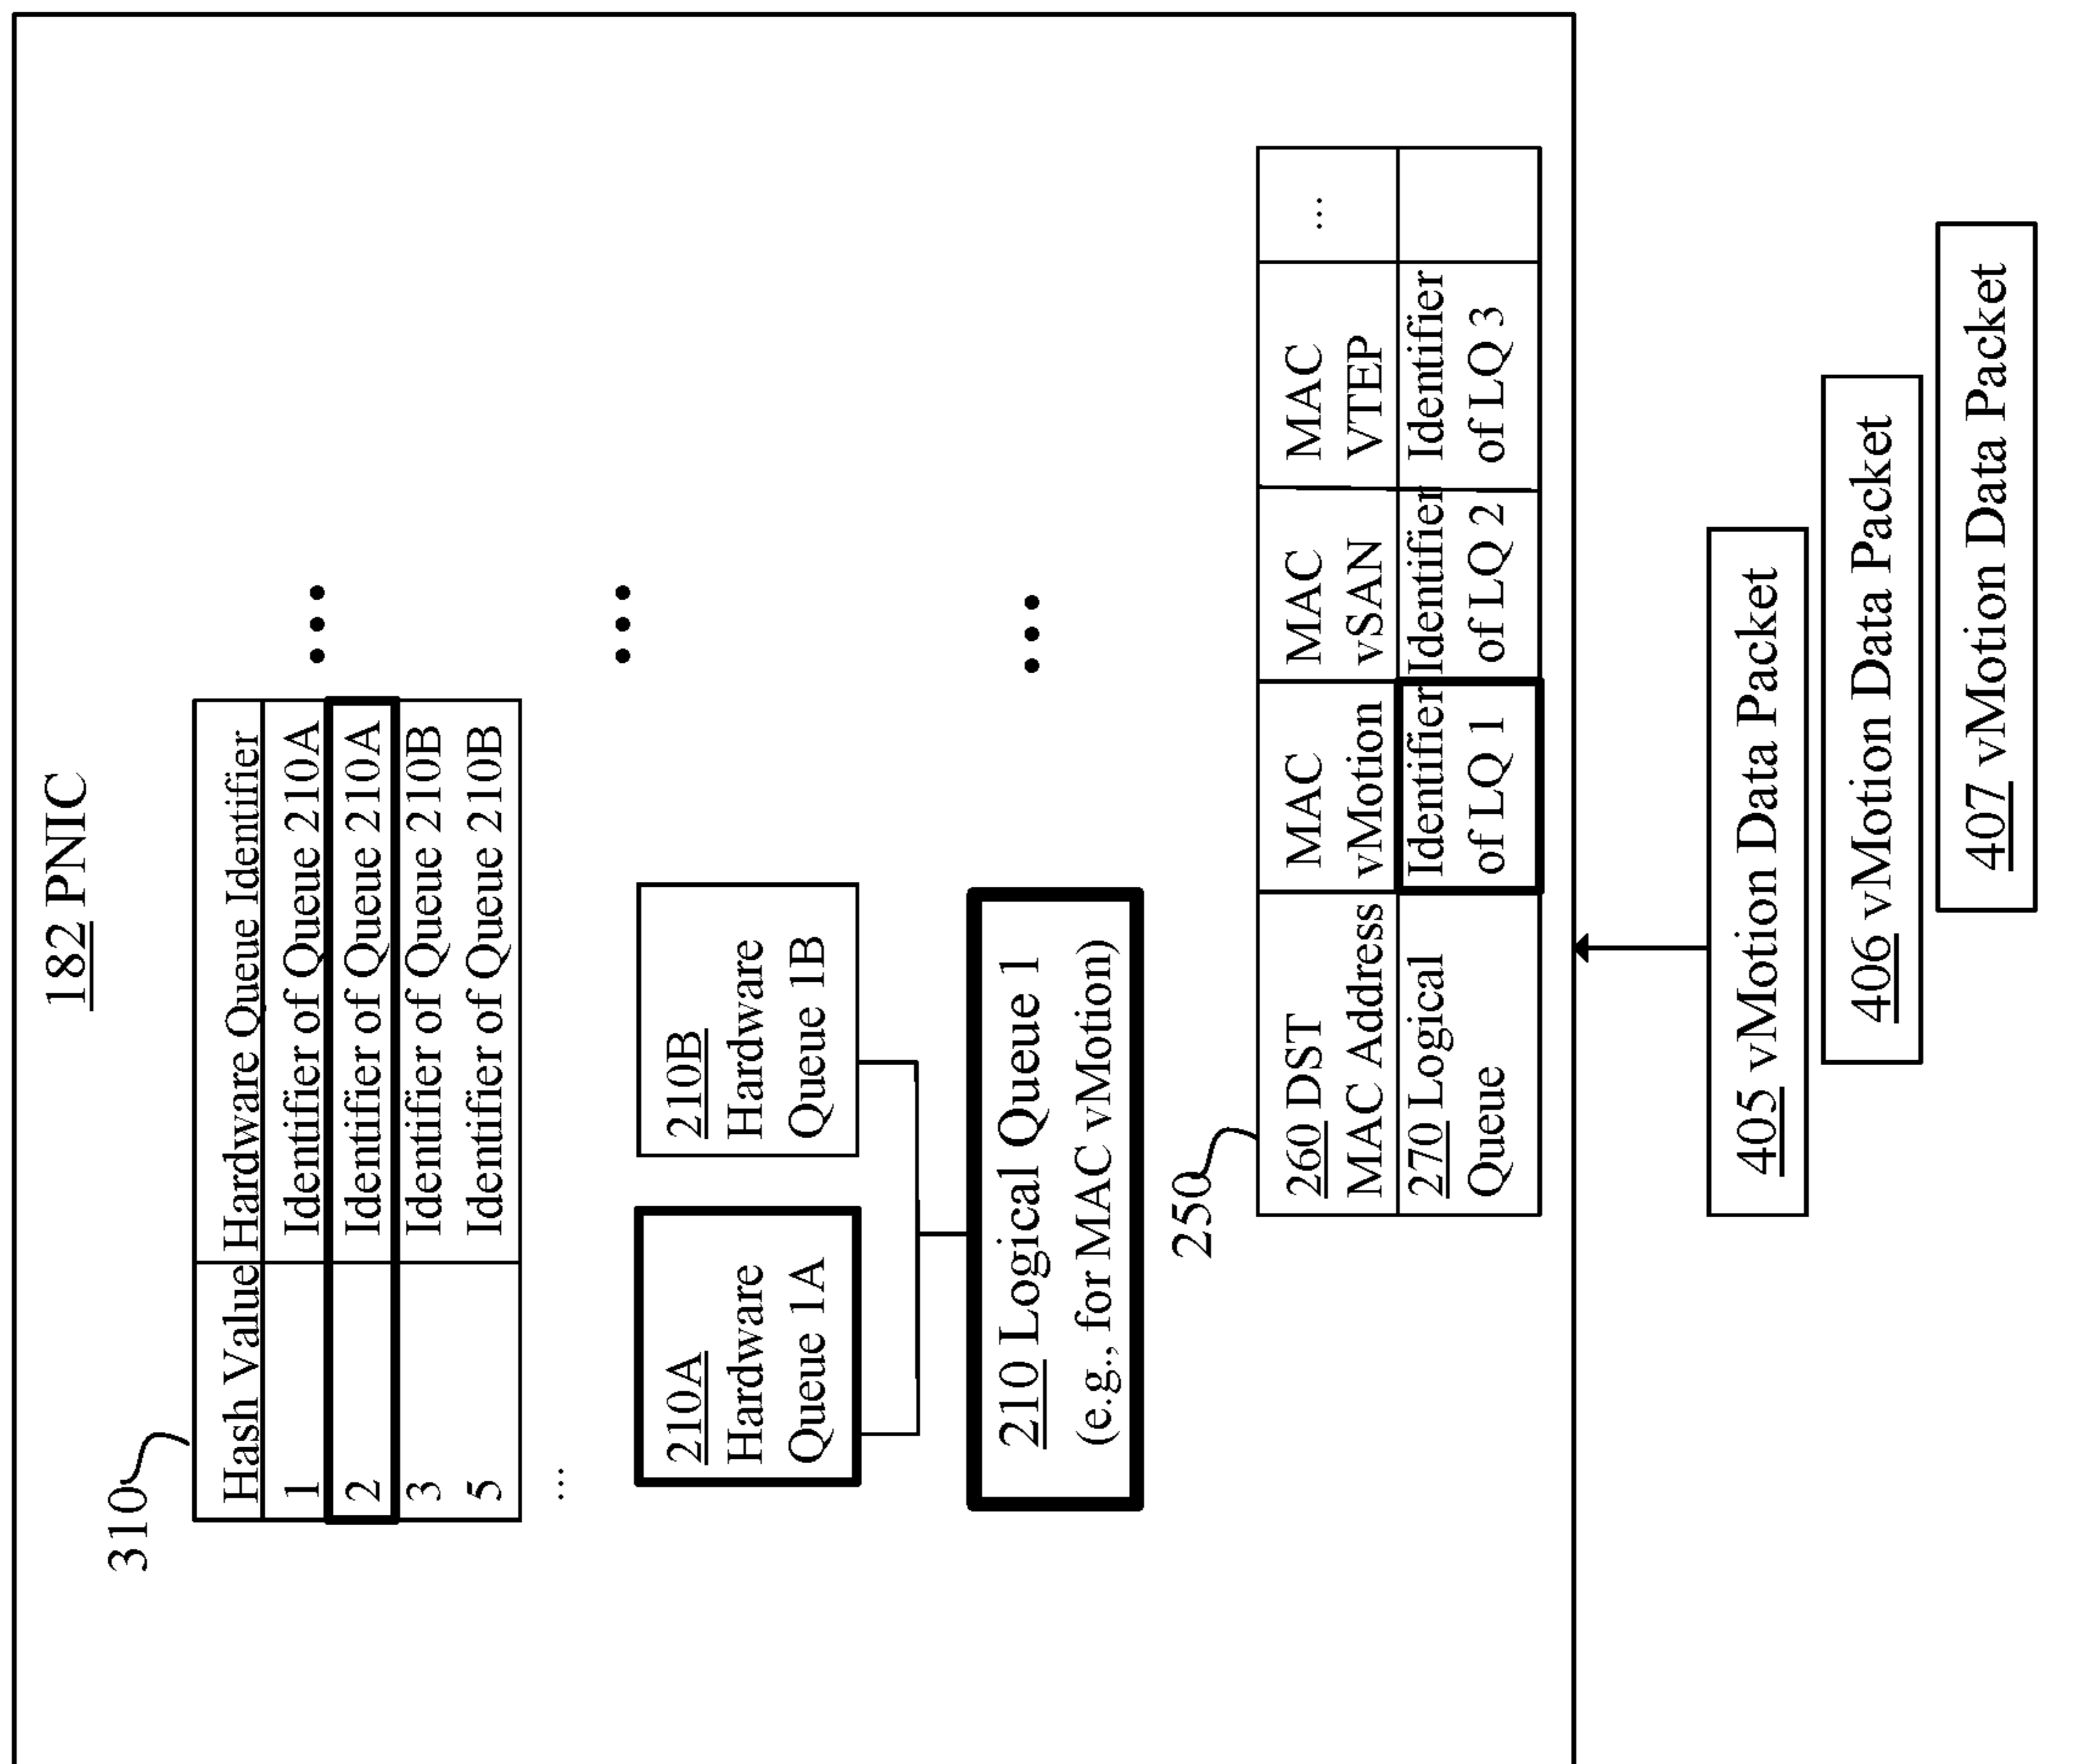 182 PNIC
310
Hash Value Hardware Queue Identifier
1 Identifier of Queue 210A
2 Identifier of Queue 210A
3 Identifier of Queue 210B
5 Identifier of Queue 210B
...
•••
210A
Hardware
Queue 1A
210B
Hardware
Queue 1B
•••
210 Logical Queue 1
(e.g., for MAC vMotion)
•••
250
260 DST
MAC Address
MAC
vMotion
MAC
vSAN
MAC
VTEP
...
270 Logical
Queue
Identifier
of LQ 1
Identifier
of LQ 2
Identifier
of LQ 3
405 vMotion Data Packet
406 vMotion Data Packet
407 vMotion Data Packet